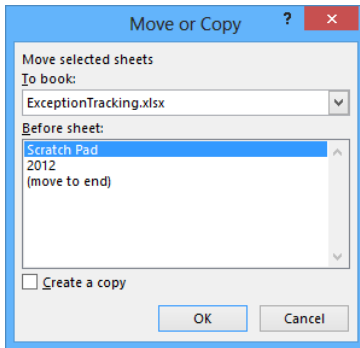 Move or Copy
?
Move selected sheets
To book:
ExceptionTracking.xlsx
Before sheet:
Scratch Pad
2012
(move to end)
Create a copy
OK
Cancel